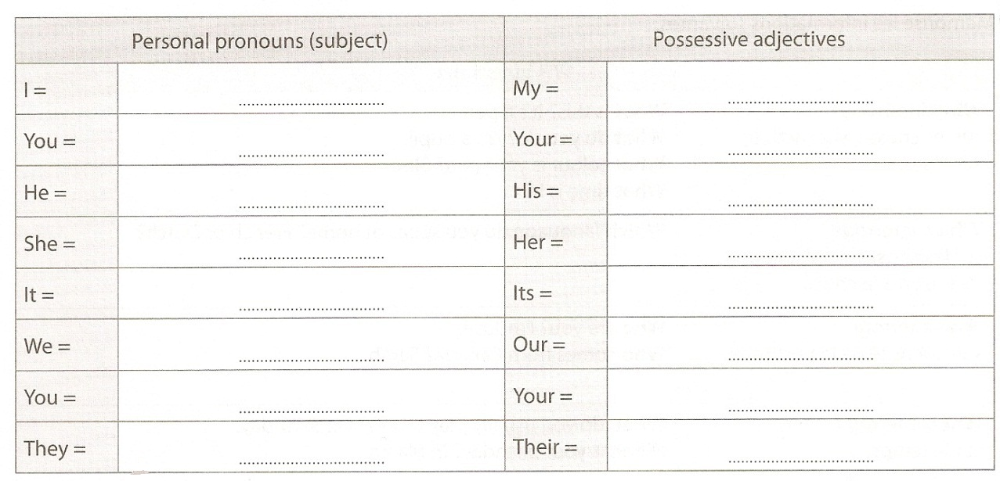 Personal pronouns (subject) Possessive adjectives
I = .......... My = ..........
You = .......... Your = ..........
He = .......... His = ..........
She = .......... Her = ..........
It = .......... Its = ..........
We = .......... Our = ..........
You = .......... Your = ..........
They = .......... Their = ..........